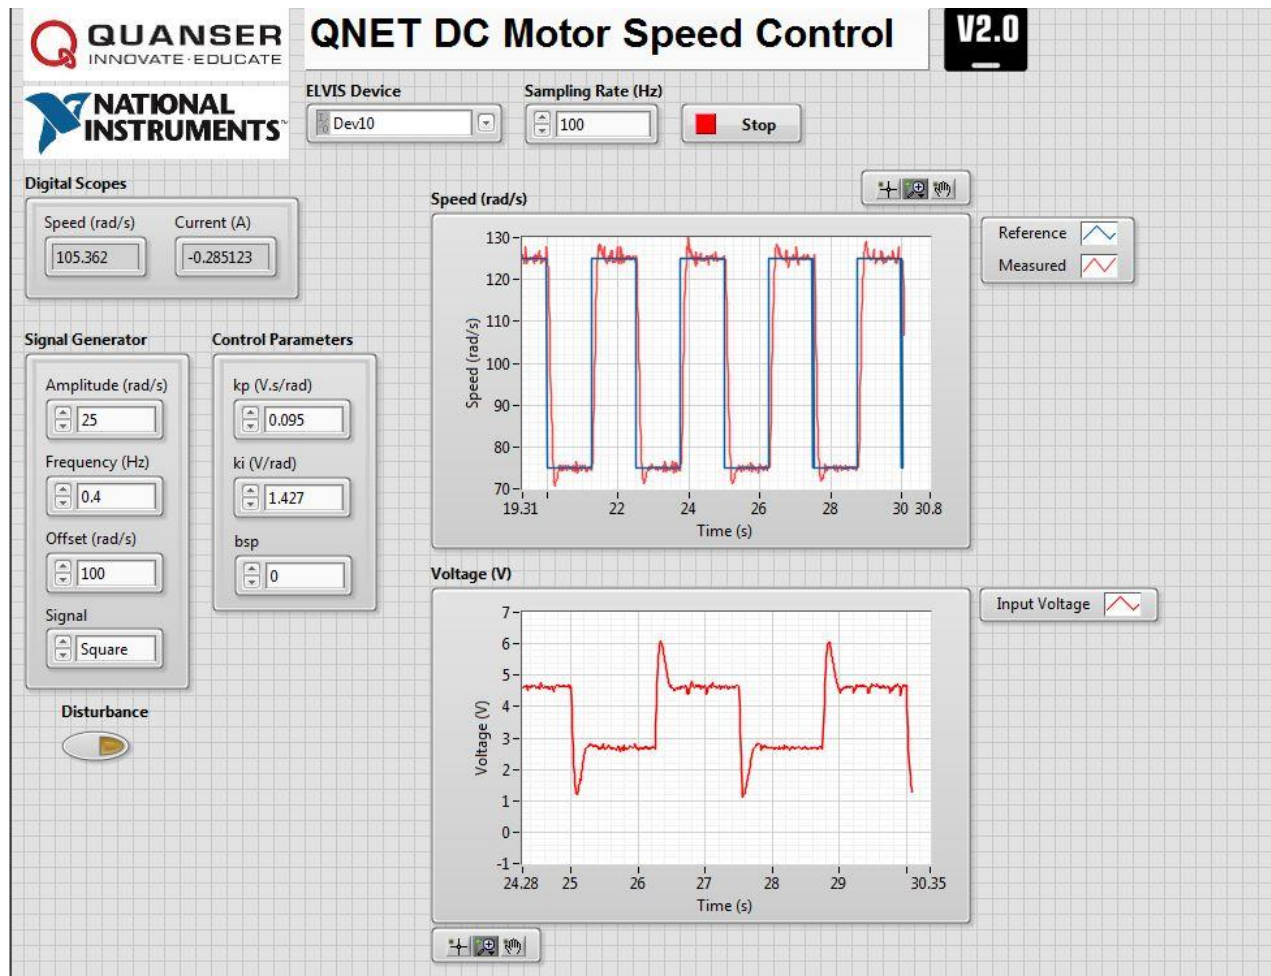 QUANSER
INNOVATE·EDUCATE
QNET DC Motor Speed Control
V2.0
NATIONAL
INSTRUMENTS™
ELVIS Device
Dev10
Sampling Rate (Hz)
100
Stop
Digital Scopes
Speed (rad/s)
105.362
Current (A)
-0.285123
Signal Generator
Amplitude (rad/s)
25
Frequency (Hz)
0.4
Offset (rad/s)
100
Signal
Square
Disturbance
Control Parameters
kp (V.s/rad)
0.095
ki (V/rad)
1.427
bsp
0
Speed (rad/s)
Reference
Measured
Speed (rad/s)
130
120
110
100
90
80
70
19.31 22 24 26 28 30 30.8
Time (s)
Voltage (V)
Input Voltage
Voltage (V)
7
6
5
4
3
2
1
0
-1
24.28 25 26 27 28 29 30.35
Time (s)